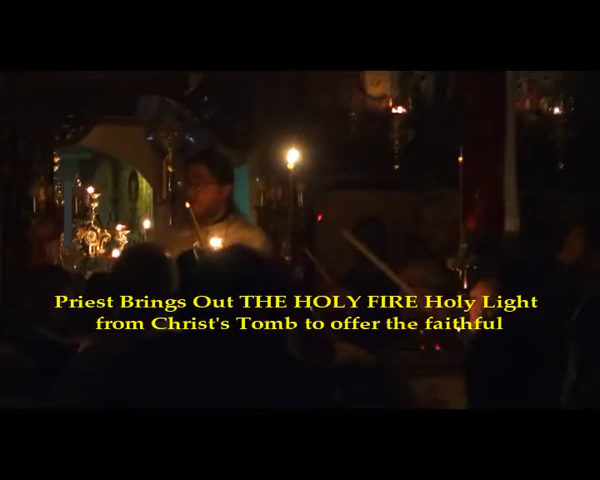 Priest Brings Out THE HOLY FIRE Holy Light
from Christ's Tomb to offer the faithful